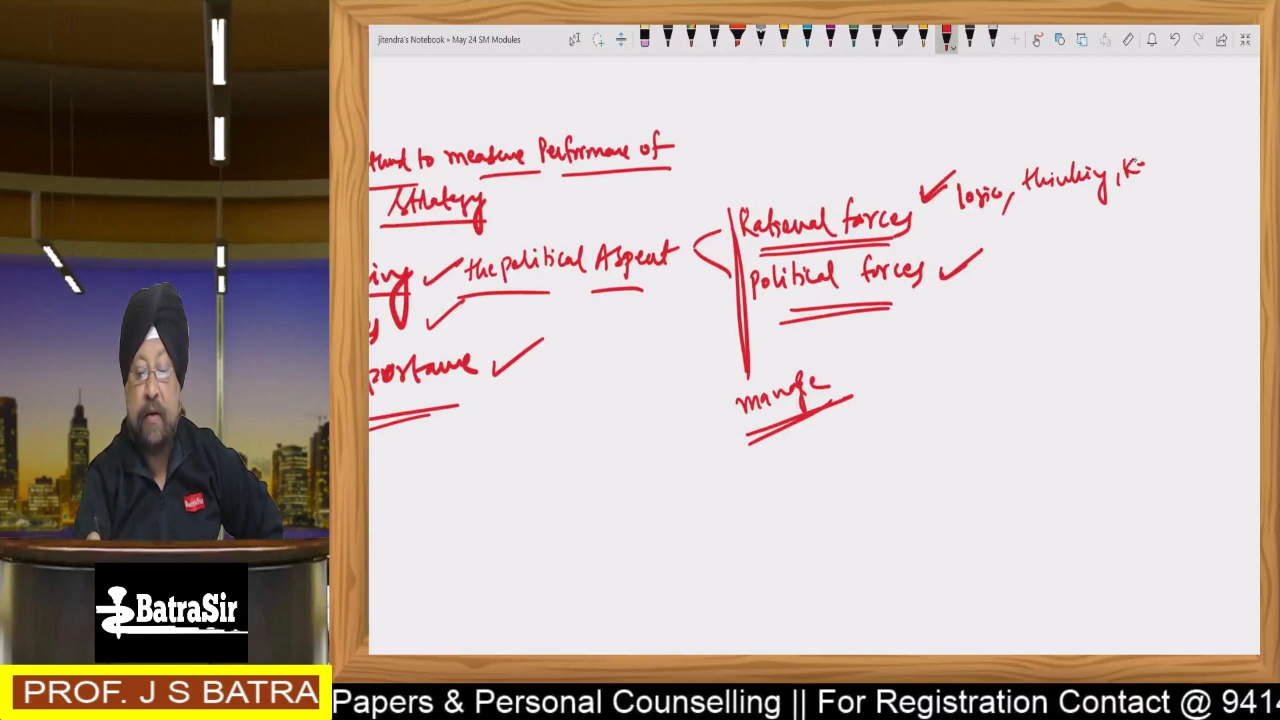 jitendra's Notebook » May 24 SM Modules
to measure Performance of
Strategy
Rational forces logic, thinking, K
the political Aspect
political forces
manage
BatraSir
PROF. J S BATRA
Papers & Personal Counselling || For Registration Contact @ 941